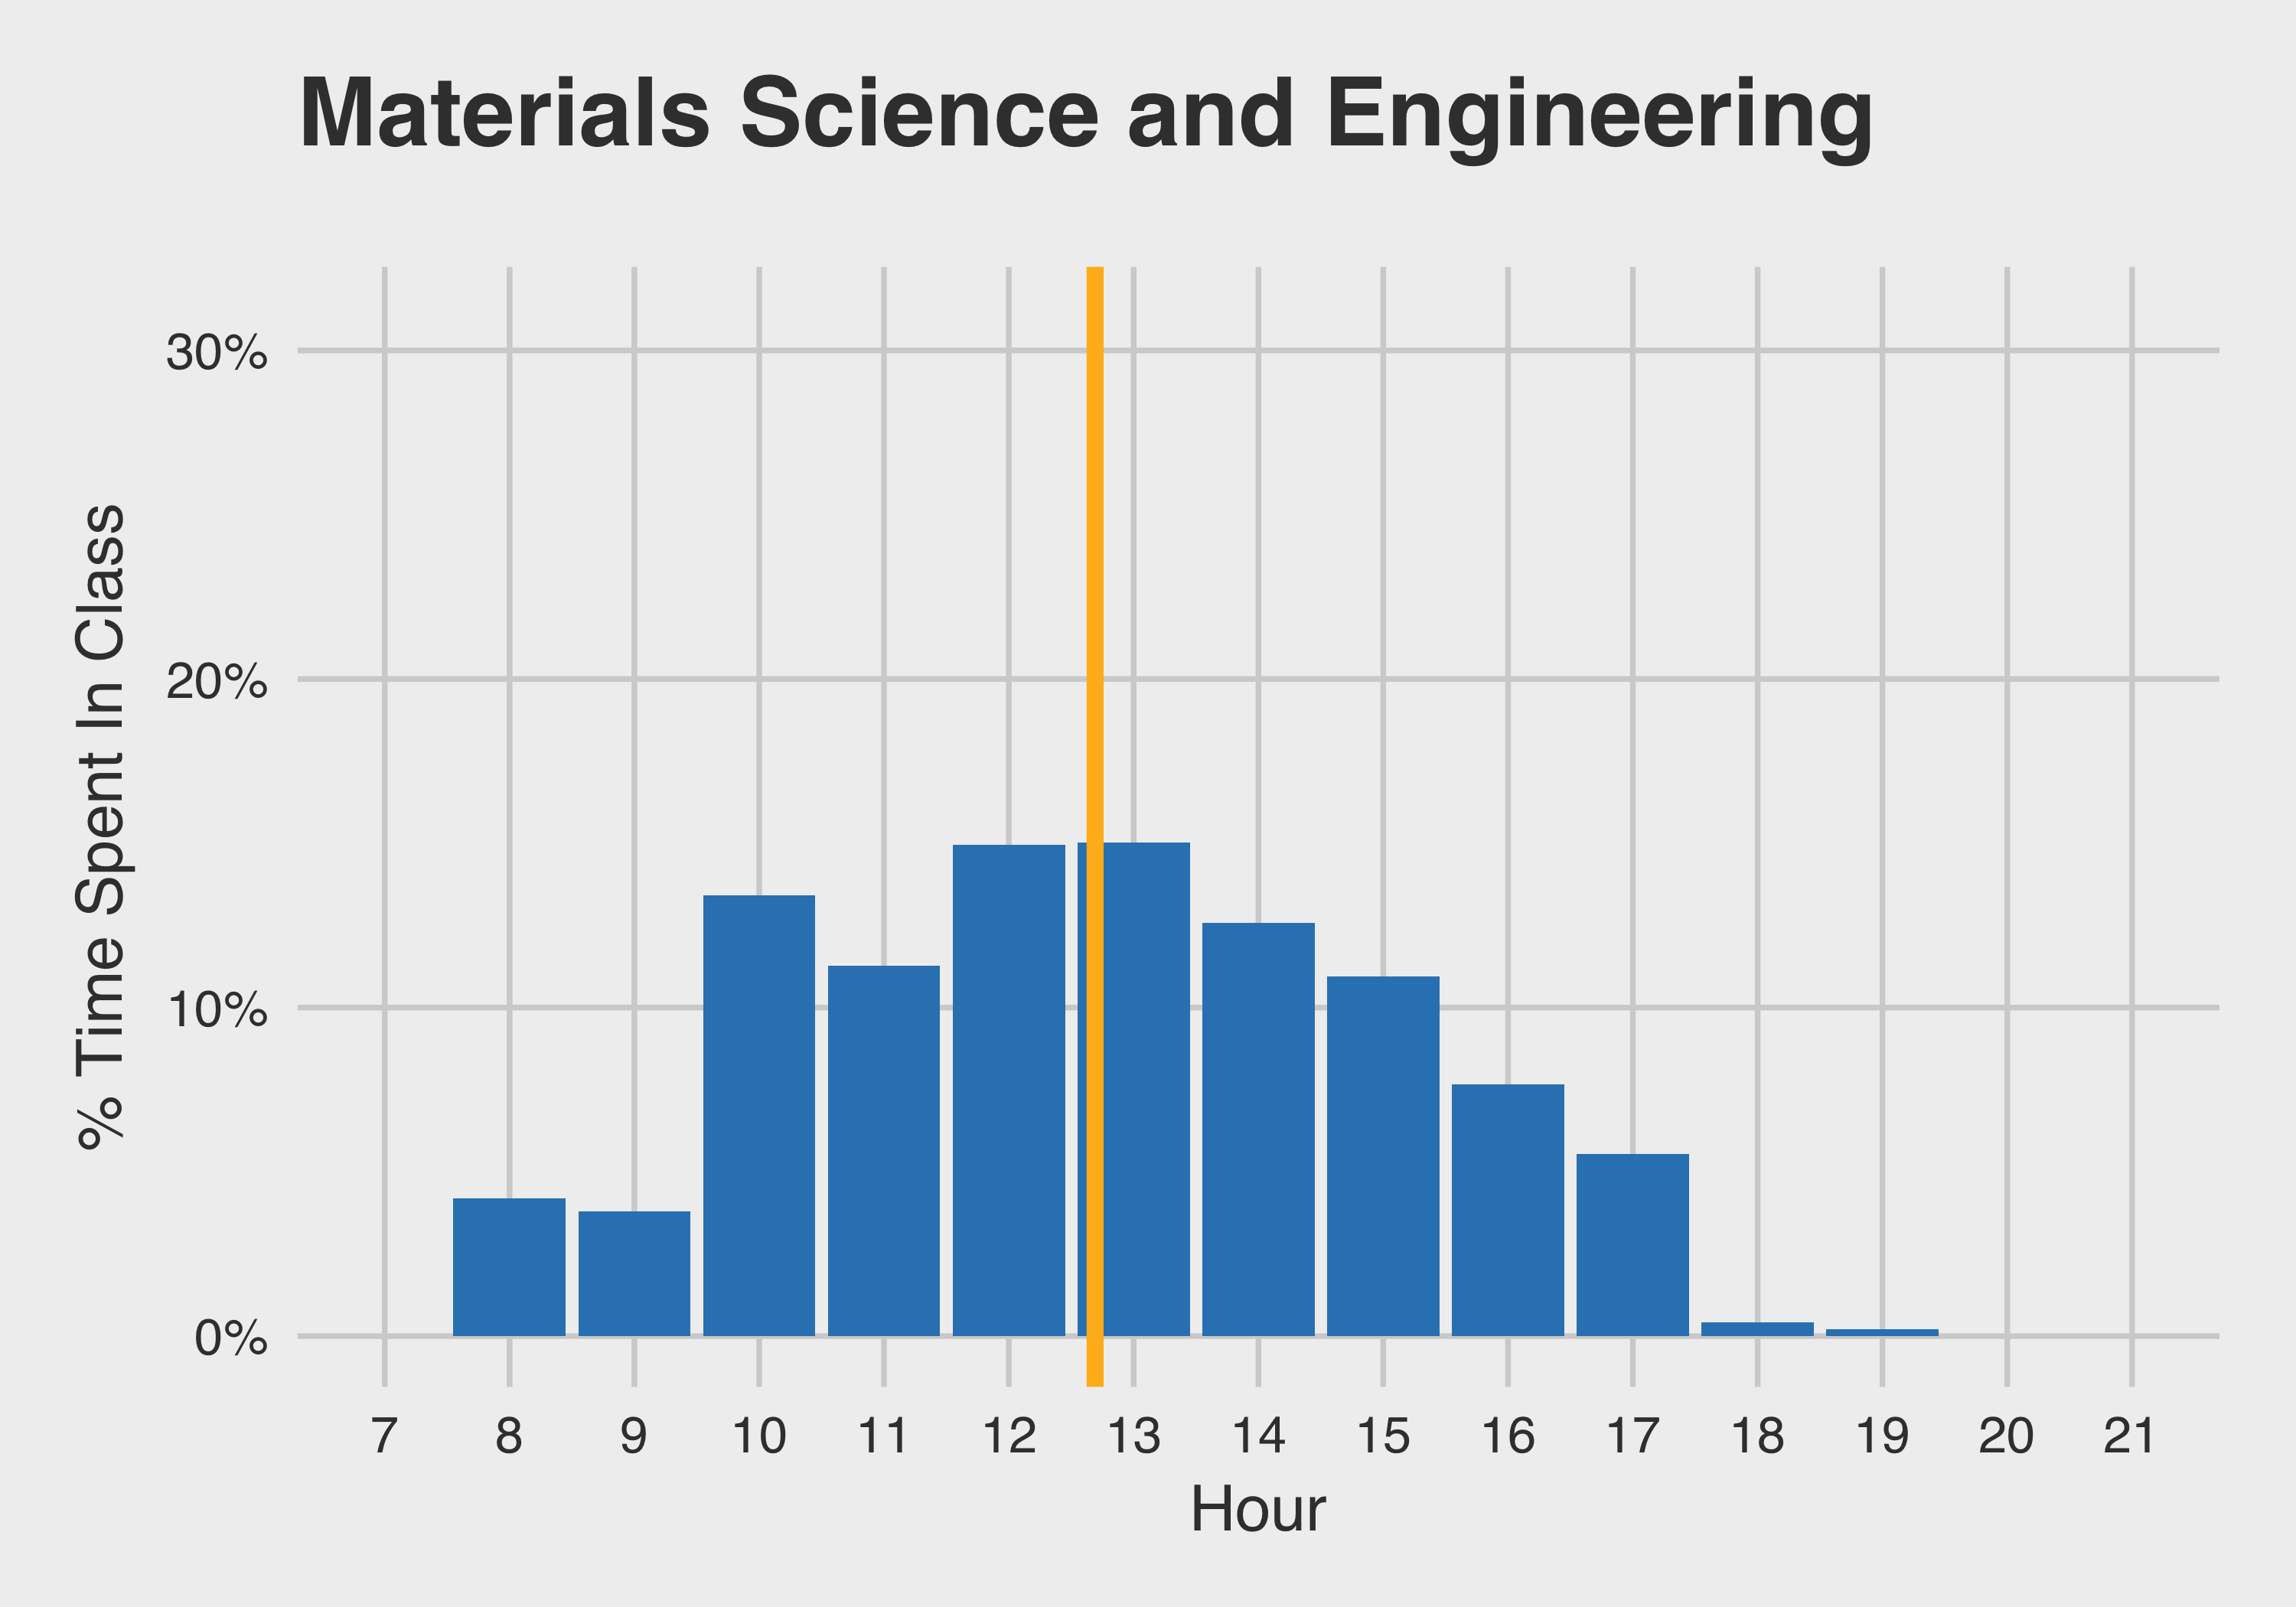 Materials Science and Engineering
% Time Spent In Class
30%
20%
10%
0%
7 8 9 10 11 12 13 14 15 16 17 18 19 20 21
Hour